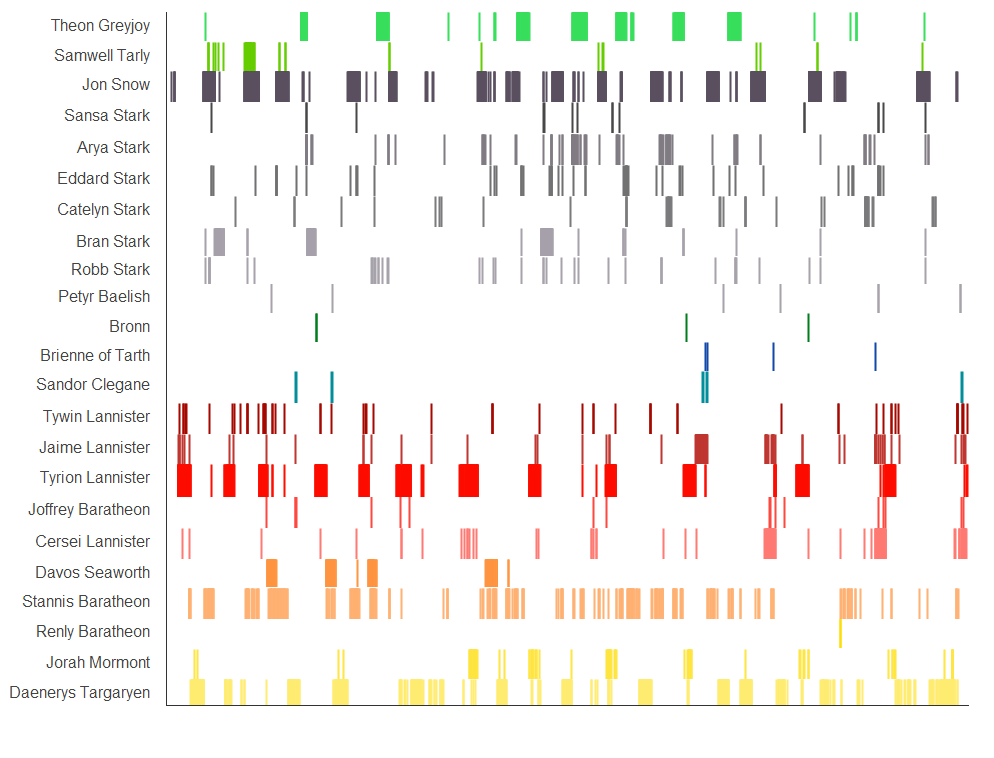 Theon Greyjoy
Samwell Tarly
Jon Snow
Sansa Stark
Arya Stark
Eddard Stark
Catelyn Stark
Bran Stark
Robb Stark
Petyr Baelish
Bronn
Brienne of Tarth
Sandor Clegane
Tywin Lannister
Jaime Lannister
Tyrion Lannister
Joffrey Baratheon
Cersei Lannister
Davos Seaworth
Stannis Baratheon
Renly Baratheon
Jorah Mormont
Daenerys Targaryen